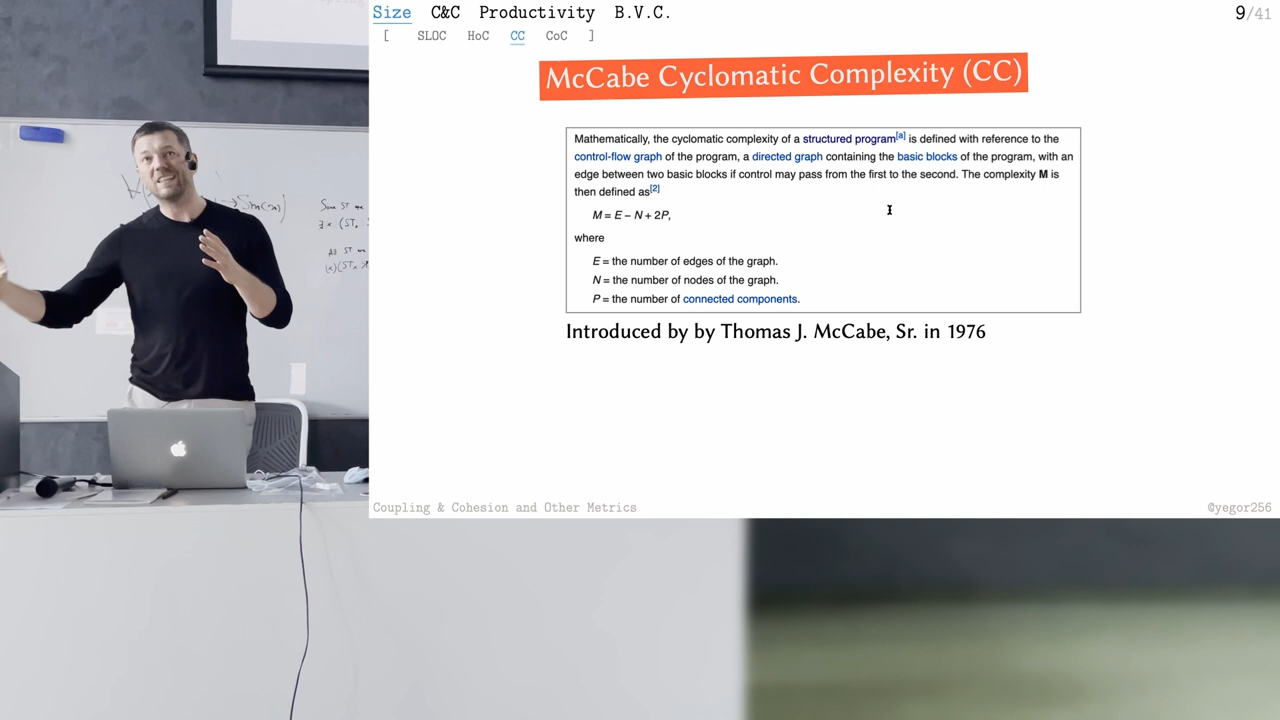 Size C&C Productivity B.V.C.
9/41
[ SLOC HoC CC CoC ]
McCabe Cyclomatic Complexity (CC)
Mathematically, the cyclomatic complexity of a structured program[a] is defined with reference to the
control-flow graph of the program, a directed graph containing the basic blocks of the program, with an
edge between two basic blocks if control may pass from the first to the second. The complexity M is
then defined as[2]
M = E − N + 2P,
where
E = the number of edges of the graph.
N = the number of nodes of the graph.
P = the number of connected components.
Introduced by by Thomas J. McCabe, Sr. in 1976
Coupling & Cohesion and Other Metrics
@yegor256